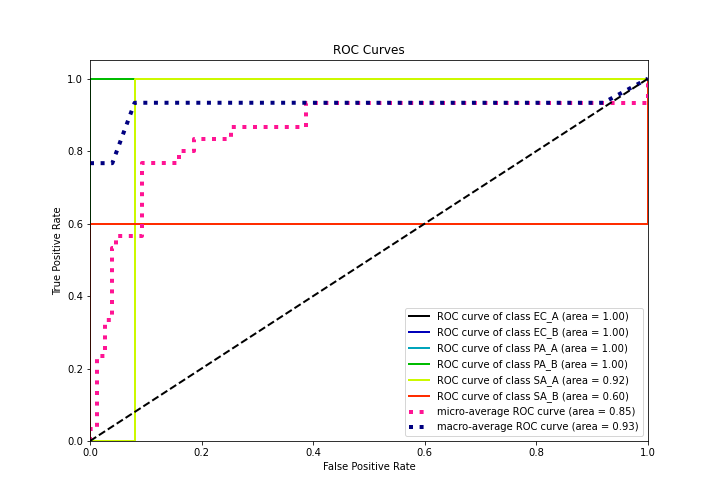 ROC Curves
True Positive Rate
1.0
0.8
0.6
0.4
0.2
0.0
0.0 0.2 0.4 0.6 0.8 1.0
False Positive Rate
ROC curve of class EC_A (area = 1.00)
ROC curve of class EC_B (area = 1.00)
ROC curve of class PA_A (area = 1.00)
ROC curve of class PA_B (area = 1.00)
ROC curve of class SA_A (area = 0.92)
ROC curve of class SA_B (area = 0.60)
micro-average ROC curve (area = 0.85)
macro-average ROC curve (area = 0.93)